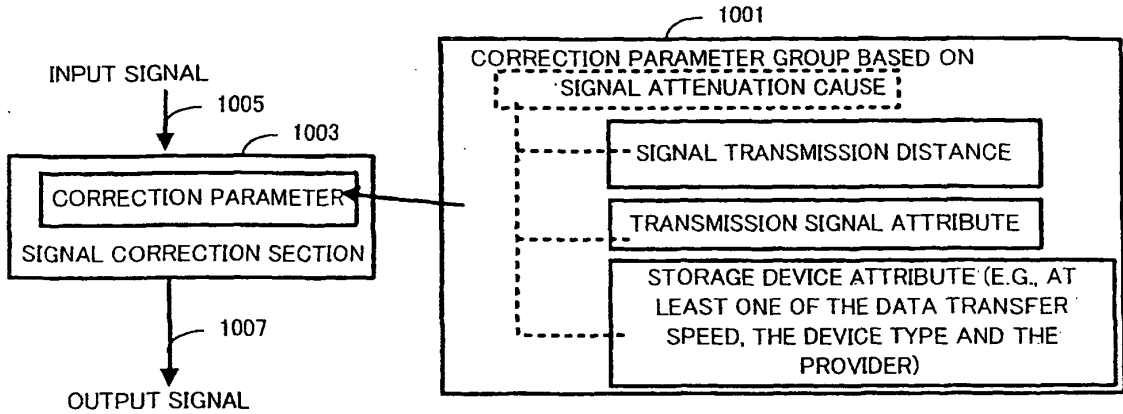 INPUT SIGNAL
1005
1003
CORRECTION PARAMETER
SIGNAL CORRECTION SECTION
1007
OUTPUT SIGNAL
1001
CORRECTION PARAMETER GROUP BASED ON
SIGNAL ATTENUATION CAUSE
SIGNAL TRANSMISSION DISTANCE
TRANSMISSION SIGNAL ATTRIBUTE
STORAGE DEVICE ATTRIBUTE (E.G., AT
LEAST ONE OF THE DATA TRANSFER
SPEED, THE DEVICE TYPE AND THE
PROVIDER)